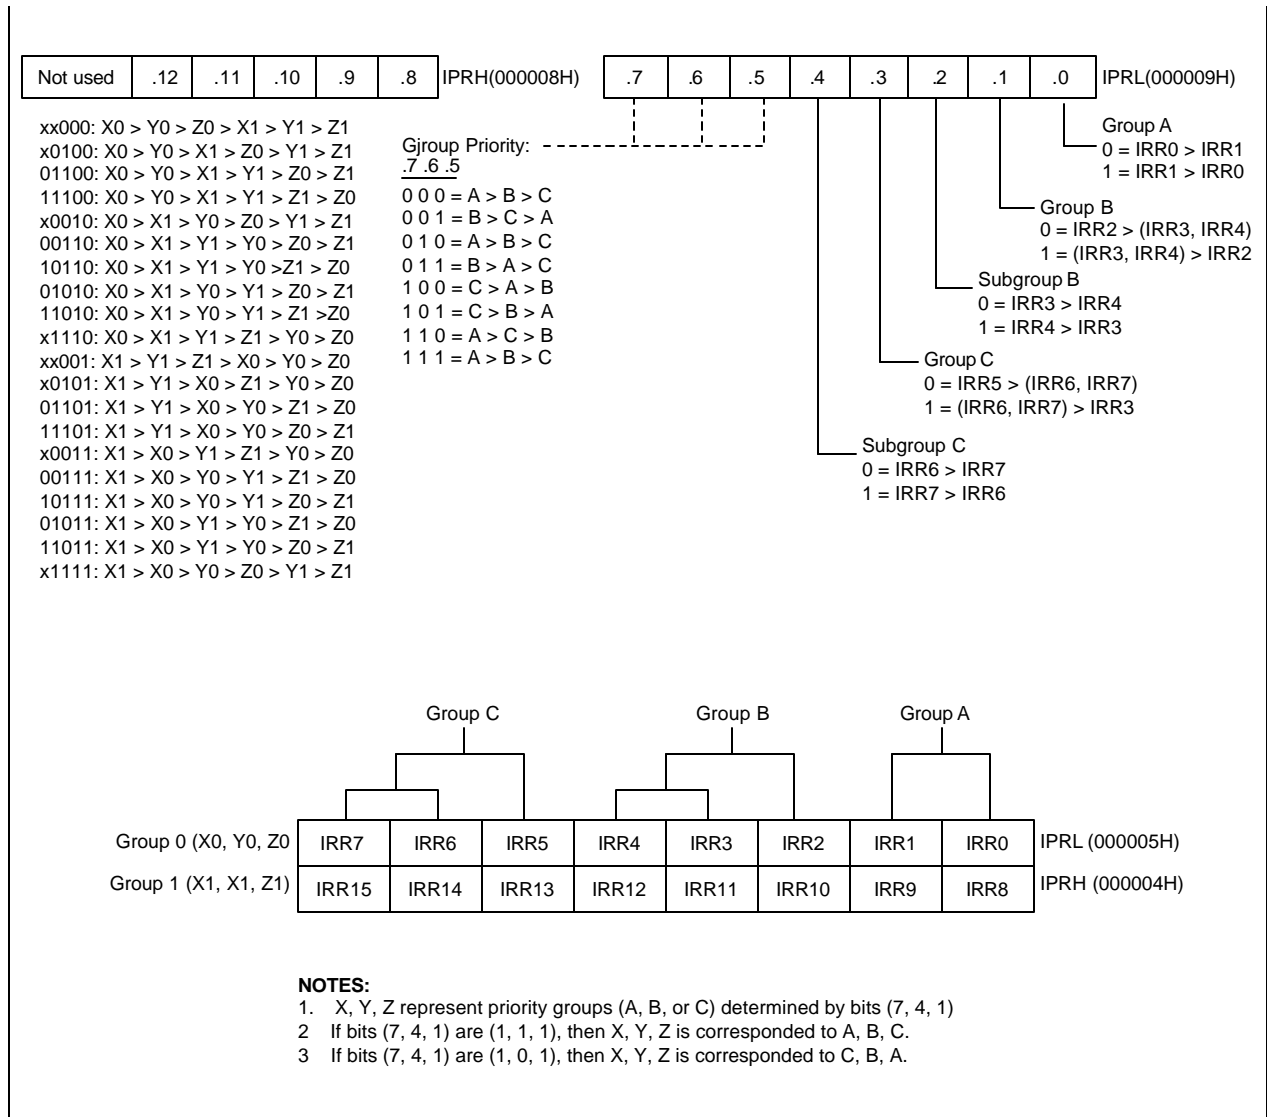 Not used .12 .11 .10 .9 .8 IPRH(000008H) .7 .6 .5 .4 .3 .2 .1 .0 IPRL(000009H)
xx000: X0 > Y0 > Z0 > X1 > Y1 > Z1
x0100: X0 > Y0 > X1 > Z0 > Y1 > Z1
01100: X0 > Y0 > X1 > Y1 > Z0 > Z1
11100: X0 > Y0 > X1 > Y1 > Z1 > Z0
x0010: X0 > X1 > Y0 > Z0 > Y1 > Z1
00110: X0 > X1 > Y1 > Y0 > Z0 > Z1
10110: X0 > X1 > Y1 > Y0 >Z1 > Z0
01010: X0 > X1 > Y0 > Y1 > Z0 > Z1
11010: X0 > X1 > Y0 > Y1 > Z1 >Z0
x1110: X0 > X1 > Y1 > Z1 > Y0 > Z0
xx001: X1 > Y1 > Z1 > X0 > Y0 > Z0
x0101: X1 > Y1 > X0 > Z1 > Y0 > Z0
01101: X1 > Y1 > X0 > Y0 > Z1 > Z0
11101: X1 > Y1 > X0 > Y0 > Z0 > Z1
x0011: X1 > X0 > Y1 > Z1 > Y0 > Z0
00111: X1 > X0 > Y0 > Y1 > Z1 > Z0
10111: X1 > X0 > Y0 > Y1 > Z0 > Z1
01011: X1 > X0 > Y1 > Y0 > Z1 > Z0
11011: X1 > X0 > Y1 > Y0 > Z0 > Z1
x1111: X1 > X0 > Y0 > Z0 > Y1 > Z1
Gjroup Priority:
.7 .6 .5
0 0 0 = A > B > C
0 0 1 = B > C > A
0 1 0 = A > B > C
0 1 1 = B > A > C
1 0 0 = C > A > B
1 0 1 = C > B > A
1 1 0 = A > C > B
1 1 1 = A > B > C
Group A
0 = IRR0 > IRR1
1 = IRR1 > IRR0
Group B
0 = IRR2 > (IRR3, IRR4)
1 = (IRR3, IRR4) > IRR2
Subgroup B
0 = IRR3 > IRR4
1 = IRR4 > IRR3
Group C
0 = IRR5 > (IRR6, IRR7)
1 = (IRR6, IRR7) > IRR3
Subgroup C
0 = IRR6 > IRR7
1 = IRR7 > IRR6
Group C Group B Group A
Group 0 (X0, Y0, Z0 IRR7 IRR6 IRR5 IRR4 IRR3 IRR2 IRR1 IRR0 IPRL (000005H)
Group 1 (X1, X1, Z1) IRR15 IRR14 IRR13 IRR12 IRR11 IRR10 IRR9 IRR8 IPRH (000004H)
NOTES:
1. X, Y, Z represent priority groups (A, B, or C) determined by bits (7, 4, 1)
2 If bits (7, 4, 1) are (1, 1, 1), then X, Y, Z is corresponded to A, B, C.
3 If bits (7, 4, 1) are (1, 0, 1), then X, Y, Z is corresponded to C, B, A.